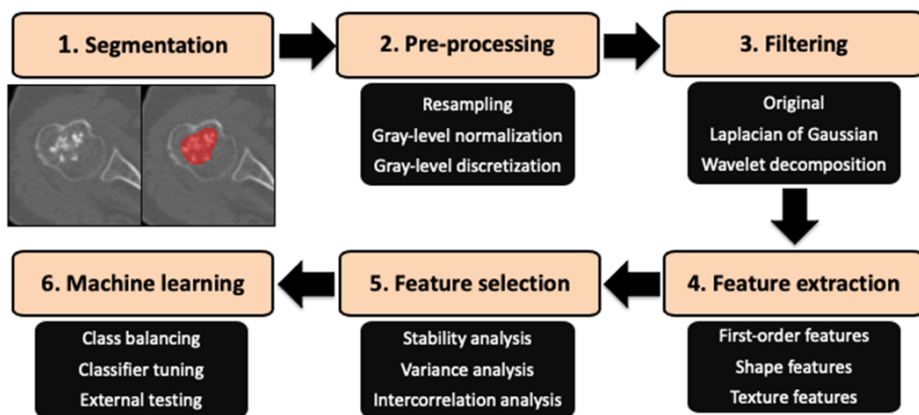 1. Segmentation
2. Pre-processing
Resampling
Gray-level normalization
Gray-level discretization
3. Filtering
Original
Laplacian of Gaussian
Wavelet decomposition
4. Feature extraction
First-order features
Shape features
Texture features
5. Feature selection
Stability analysis
Variance analysis
Intercorrelation analysis
6. Machine learning
Class balancing
Classifier tuning
External testing